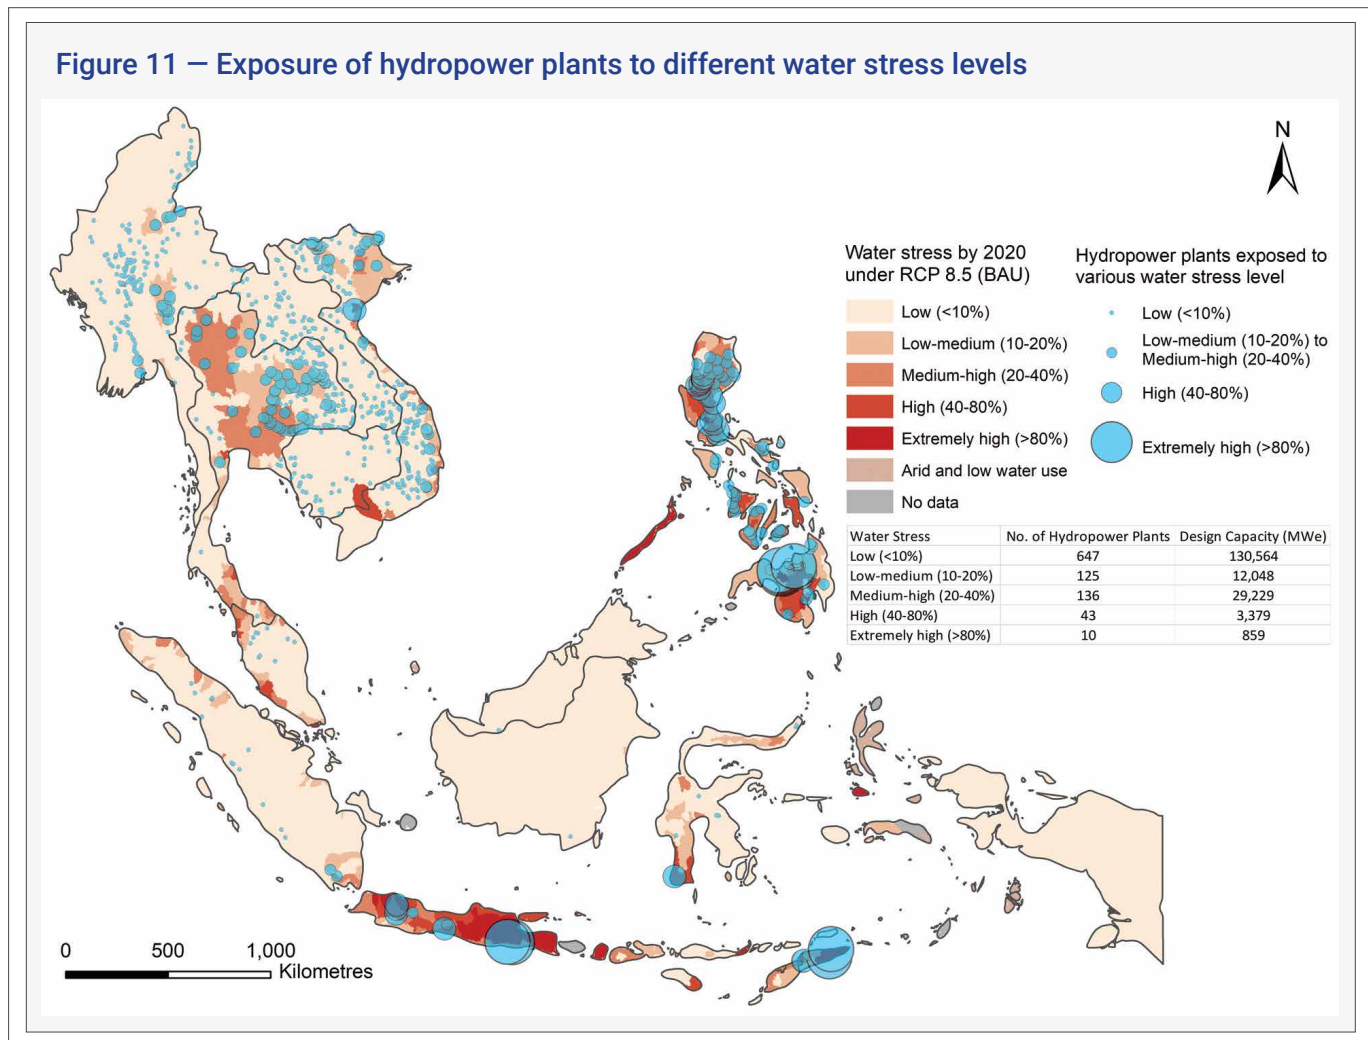 Figure 11 — Exposure of hydropower plants to different water stress levels
N
Water stress by 2020
under RCP 8.5 (BAU)
Low (<10%)
Low-medium (10-20%)
Medium-high (20-40%)
High (40-80%)
Extremely high (>80%)
Arid and low water use
No data
Hydropower plants exposed to
various water stress level
Low (<10%)
Low-medium (10-20%) to
Medium-high (20-40%)
High (40-80%)
Extremely high (>80%)
Water Stress No. of Hydropower Plants Design Capacity (MWe)
Low (<10%) 647 130,564
Low-medium (10-20%) 125 12,048
Medium-high (20-40%) 136 29,229
High (40-80%) 43 3,379
Extremely high (>80%) 10 859
0 500 1,000
Kilometres